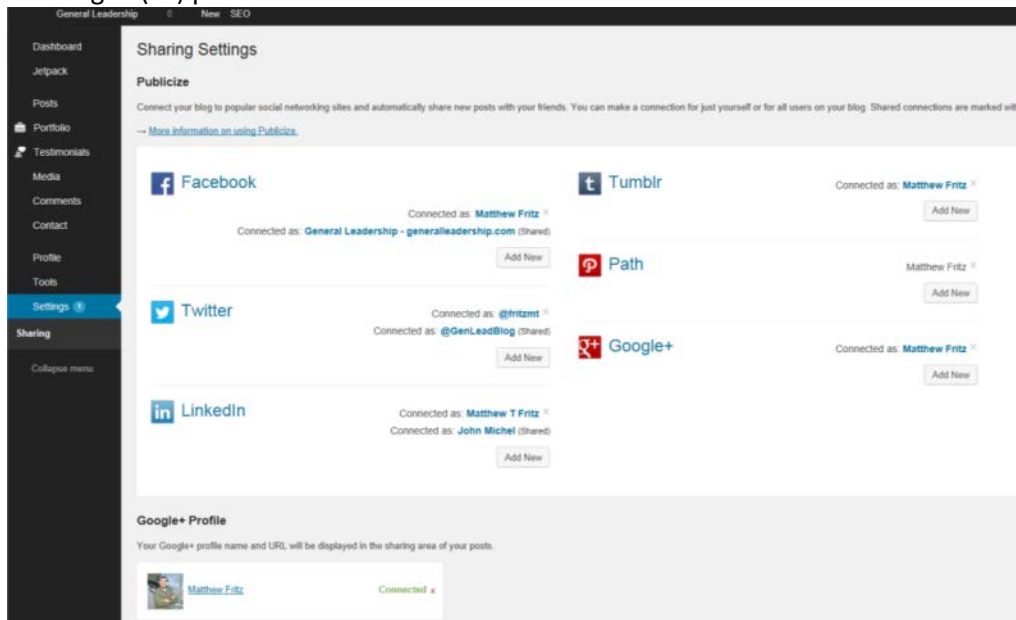 General Leadership 0 New SEO
Dashboard
Jetpack
Posts
Portfolio
Testimonials
Media
Comments
Contact
Profile
Tools
Settings 1
Sharing
Collapse menu
Sharing Settings
Publicize
Connect your blog to popular social networking sites and automatically share new posts with your friends. You can make a connection for just yourself or for all users on your blog. Shared connections are marked wit
→ More information on using Publicize.
Facebook
Connected as: Matthew Fritz ×
Connected as: General Leadership - generalleadership.com (Shared)
Add New
Twitter
Connected as: @fritzmt ×
Connected as: @GenLeadBlog (Shared)
Add New
LinkedIn
Connected as: Matthew T Fritz ×
Connected as: John Michel (Shared)
Add New
Tumblr
Connected as: Matthew Fritz ×
Add New
Path
Matthew Fritz ×
Add New
Google+
Connected as: Matthew Fritz ×
Add New
Google+ Profile
Your Google+ profile name and URL will be displayed in the sharing area of your posts.
Matthew Fritz Connected x